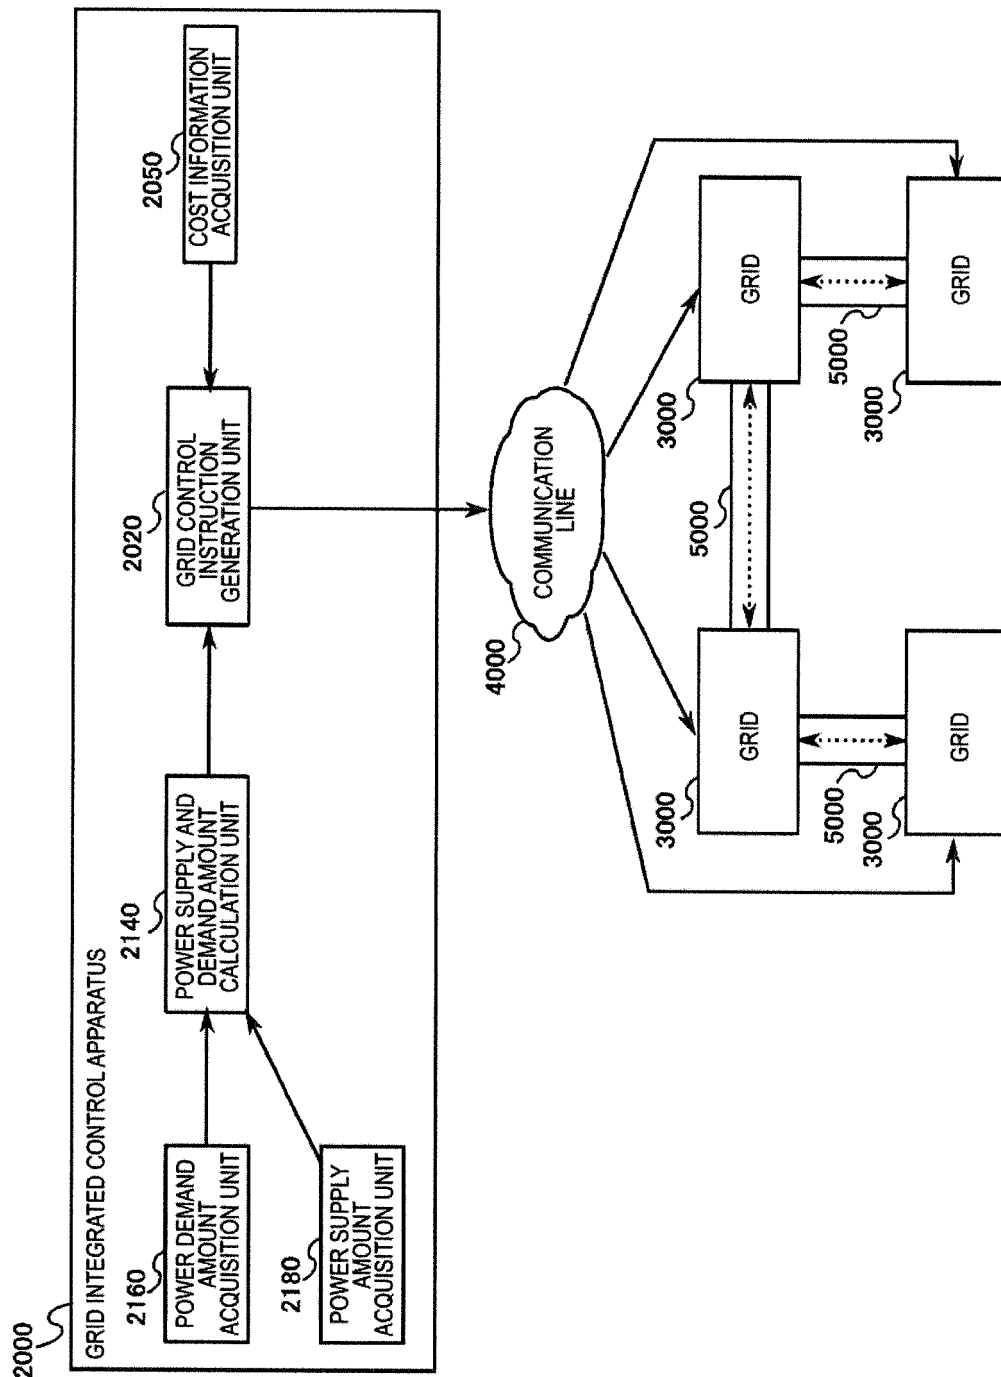 2000
GRID INTEGRATED CONTROL APPARATUS
2160
POWER DEMAND
AMOUNT
ACQUISITION UNIT
2180
POWER SUPPLY
AMOUNT
ACQUISITION UNIT
2140
POWER SUPPLY AND
DEMAND AMOUNT
CALCULATION UNIT
2020
GRID CONTROL
INSTRUCTION
GENERATION UNIT
2050
COST INFORMATION
ACQUISITION UNIT
4000
COMMUNICATION
LINE
3000
GRID
5000
3000
GRID
5000
3000
GRID
5000
3000
GRID